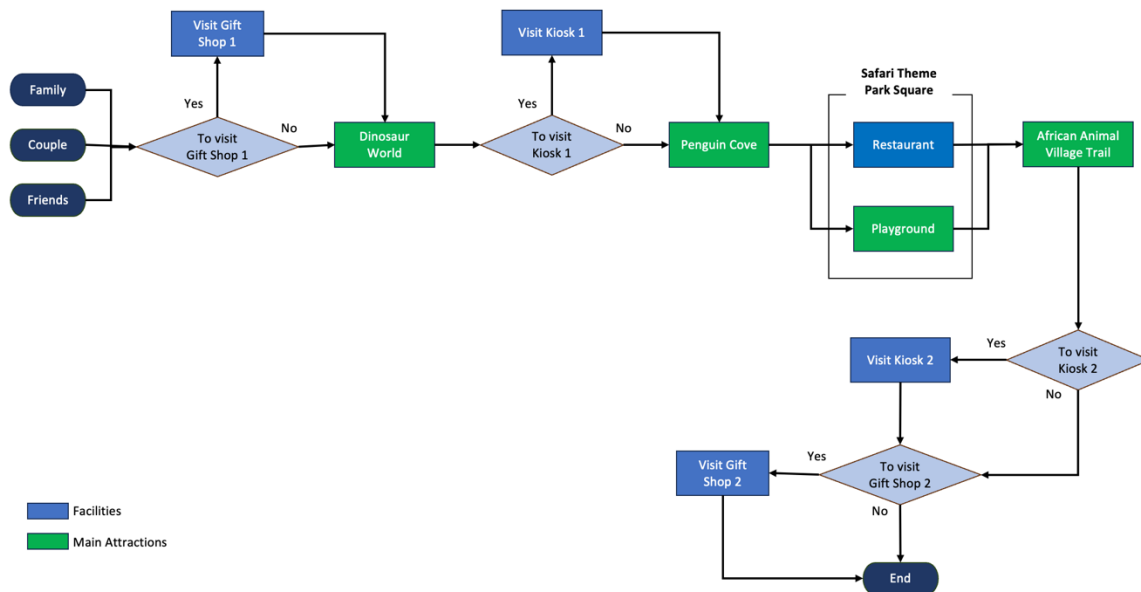 Visit Gift
Shop 1
Visit Kiosk 1
Safari Theme
Park Square
Family
Yes
Yes
To visit
Gift Shop 1
No
Dinosaur
World
To visit
Kiosk 1
No
Penguin Cove
Restaurant
African Animal
Village Trail
Couple
Friends
Playground
Visit Kiosk 2
Yes
To visit
Kiosk 2
No
Visit Gift
Shop 2
Yes
To visit
Gift Shop 2
No
Facilities
Main Attractions
End